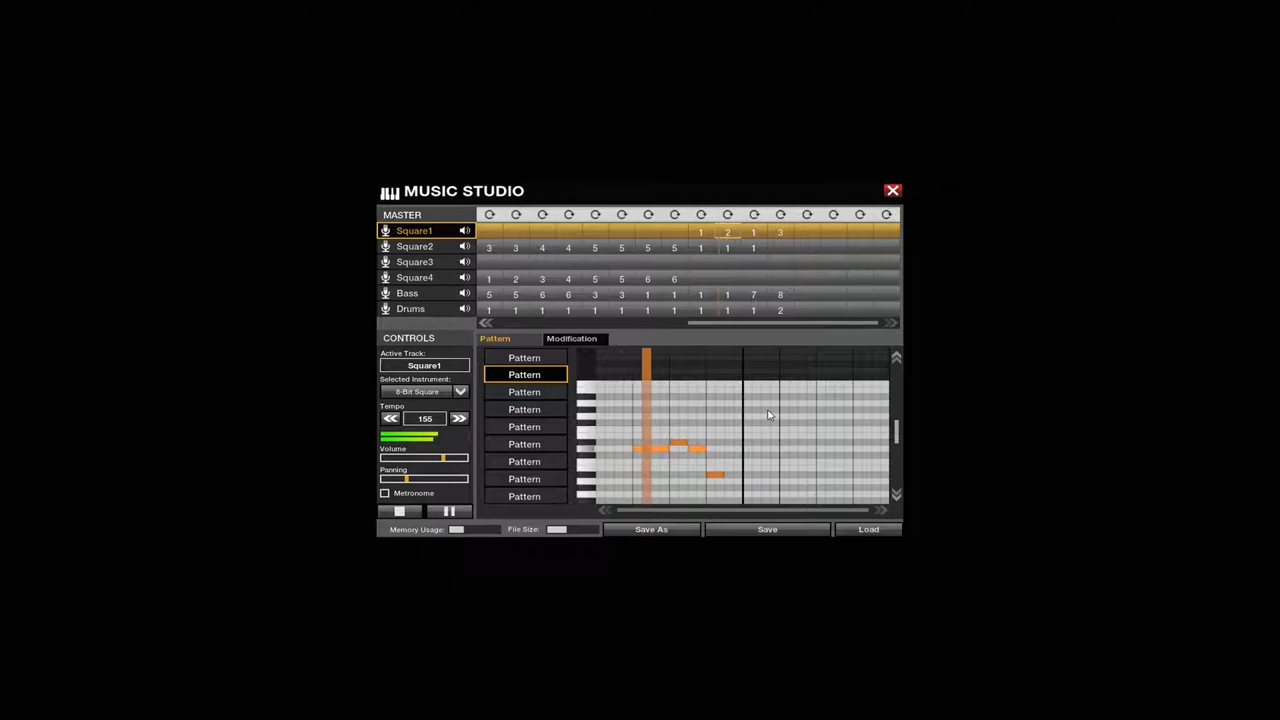 MUSIC STUDIO
MASTER
Square1 1 2 1 3
Square2 3 3 4 4 5 5 5 5 1 1 1
Square3
Square4 1 2 3 4 5 5 6 6
Bass 5 5 6 6 3 3 1 1 1 1 7 8
Drums 1 1 1 1 1 1 1 1 1 1 1 2
CONTROLS
Pattern Modification
Active Track:
Square1
Selected Instrument:
8-Bit Square
Tempo
155
Volume
Panning
Metronome
Pattern
Pattern
Pattern
Pattern
Pattern
Pattern
Pattern
Pattern
Pattern
Memory Usage: File Size: Save As Save Load